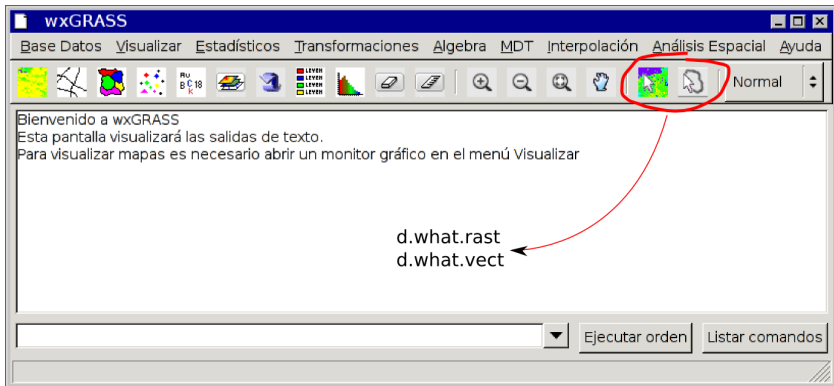 wxGRASS
Base Datos Visualizar Estadísticos Transformaciones Algebra MDT Interpolación Análisis Espacial Ayuda
Normal
Bienvenido a wxGRASS
Esta pantalla visualizará las salidas de texto.
Para visualizar mapas es necesario abrir un monitor gráfico en el menú Visualizar
d.what.rast
d.what.vect
Ejecutar orden Listar comandos